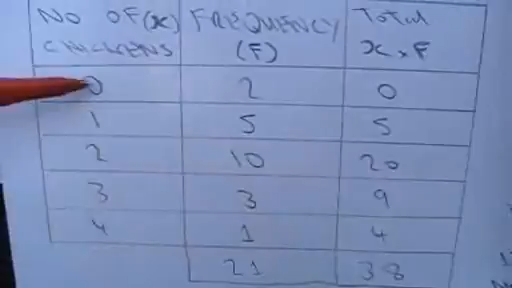 NO OF(x) FREQUENCY TOTAL
CHICKENS (F) x x F
0 2 0
1 5 5
2 10 20
3 3 9
4 1 4
21 38